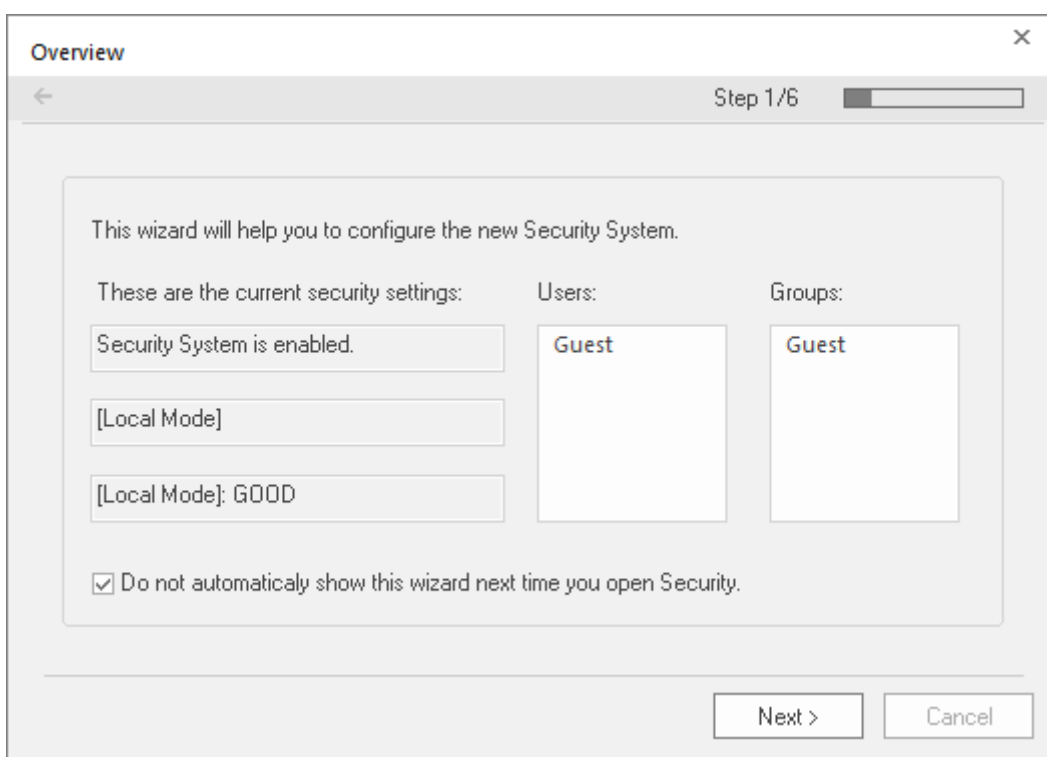 Overview
Step 1/6
This wizard will help you to configure the new Security System.
These are the current security settings:
Users:
Groups:
Security System is enabled.
Guest
Guest
[Local Mode]
[Local Mode]: GOOD
Do not automaticaly show this wizard next time you open Security.
Next >
Cancel